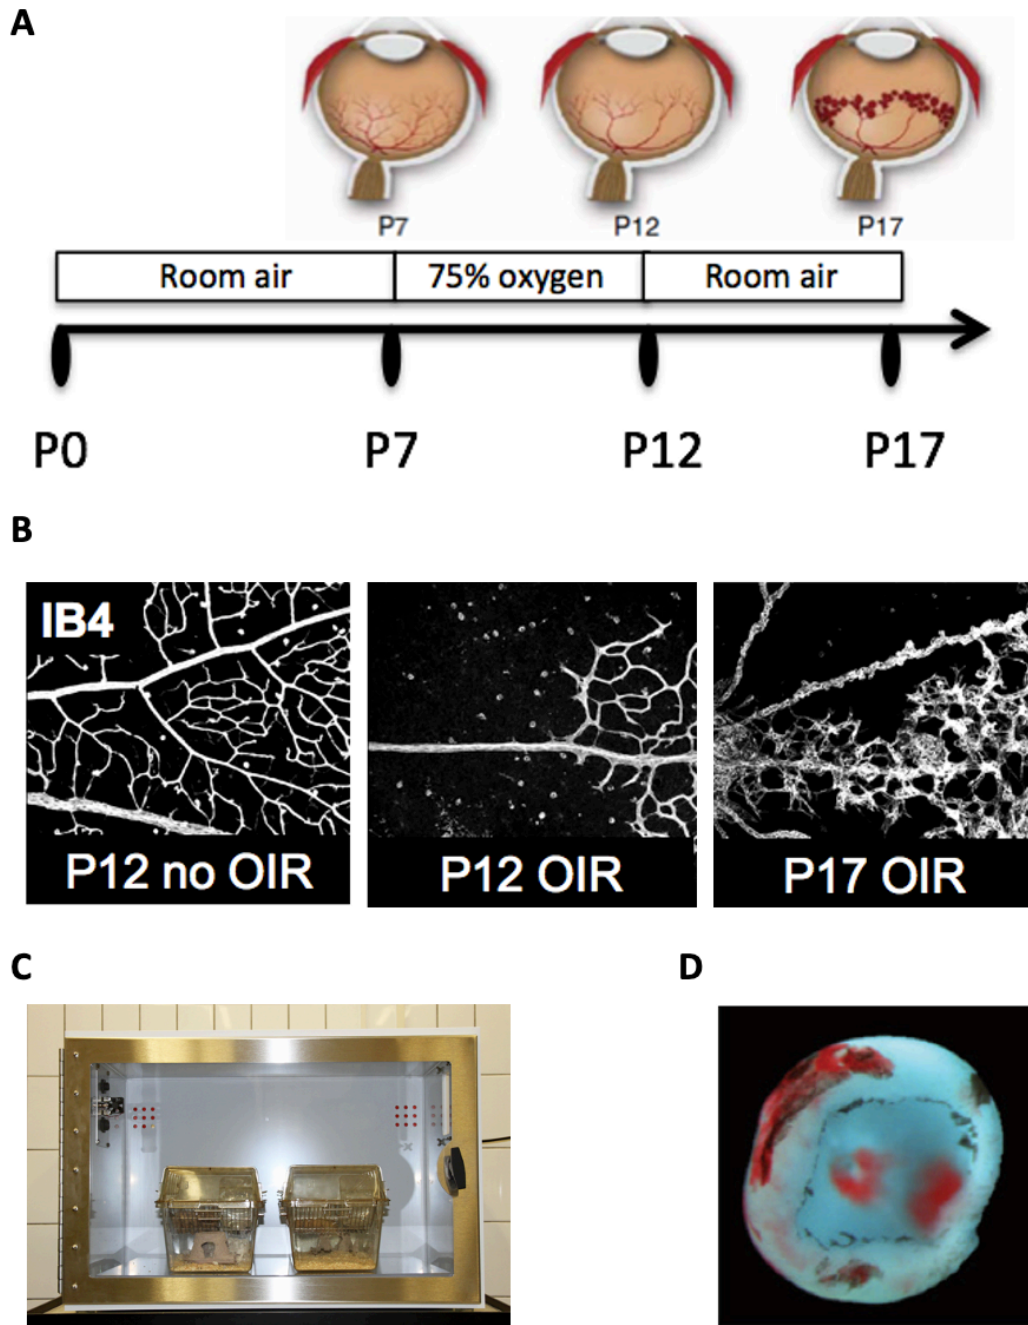 A
P7 P12 P17
Room air 75% oxygen Room air
P0 P7 P12 P17
B
IB4
P12 no OIR P12 OIR P17 OIR
C D